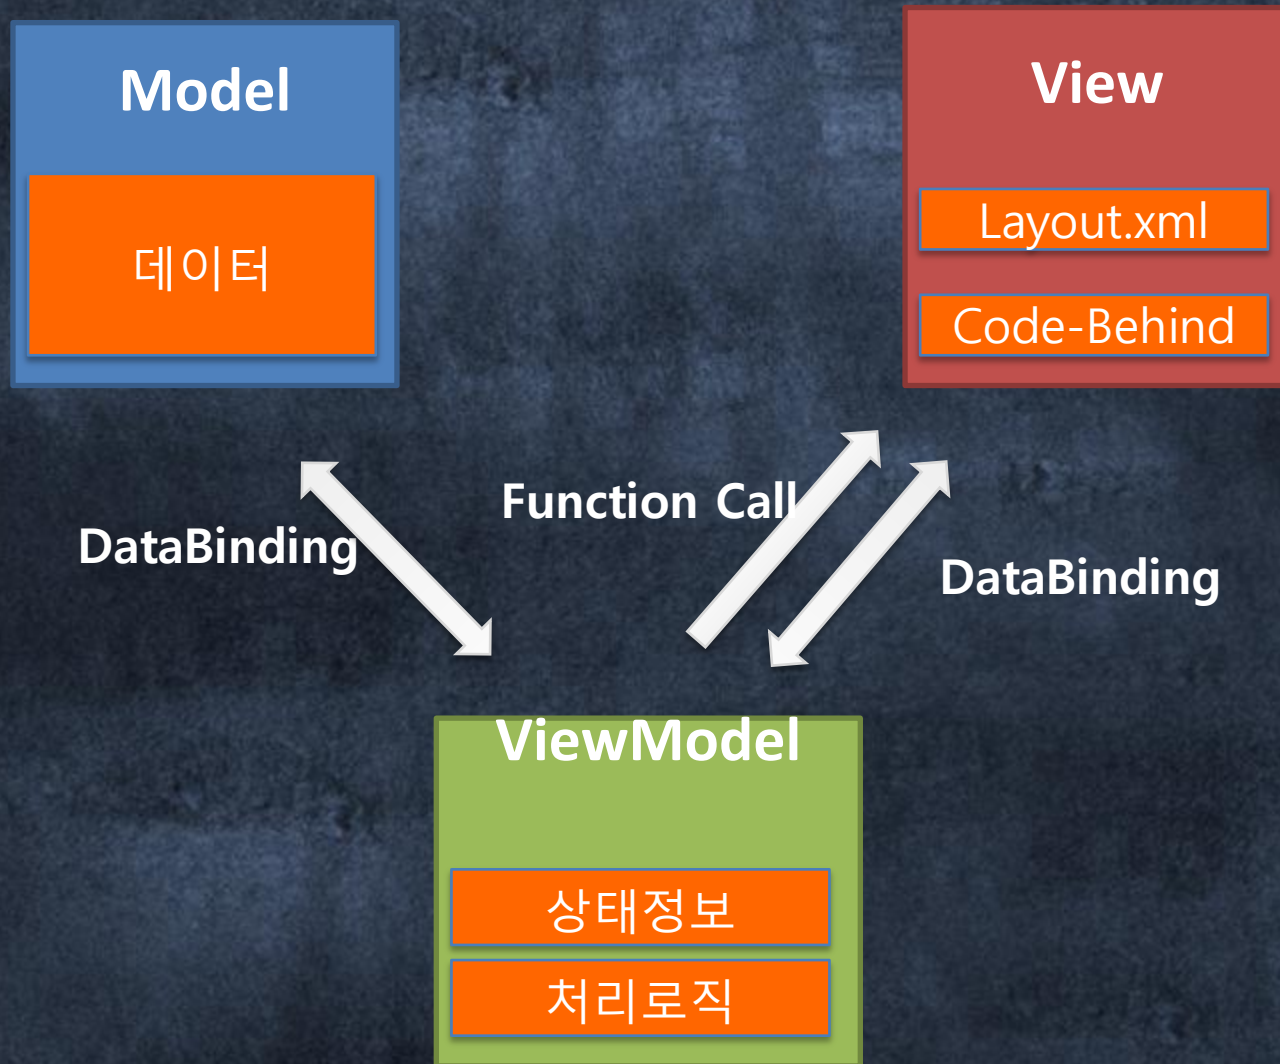 Model
View
데이터
Layout.xml
Code-Behind
Function Call
DataBinding
DataBinding
ViewModel
상태정보
처리로직